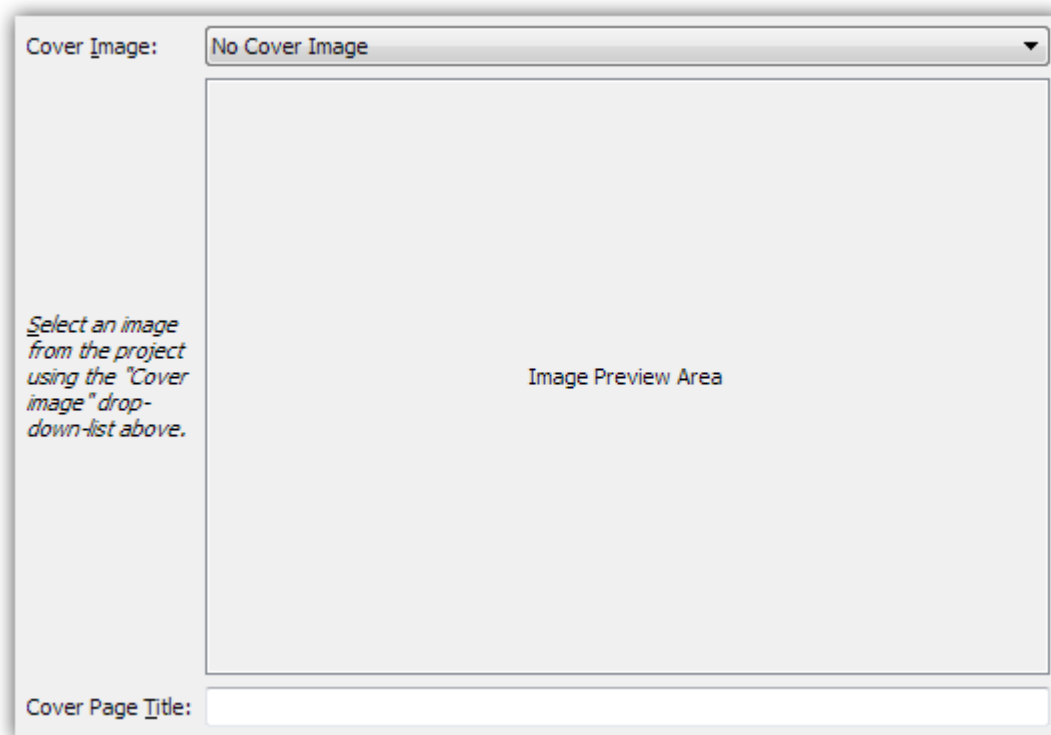 Cover Image:
No Cover Image
Select an image
from the project
using the "Cover
image" drop-
down-list above.
Image Preview Area
Cover Page Title: